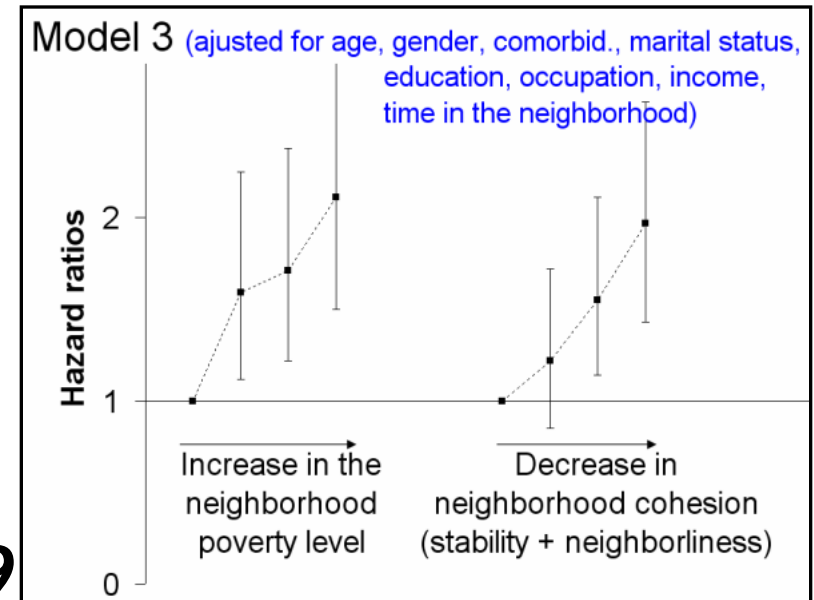 Model 3 (ajusted for age, gender, comorbid., marital status,
education, occupation, income,
time in the neighborhood)
Hazard ratios
2
1
0
Increase in the
neighborhood
poverty level
Decrease in
neighborhood cohesion
(stability + neighborliness)
9